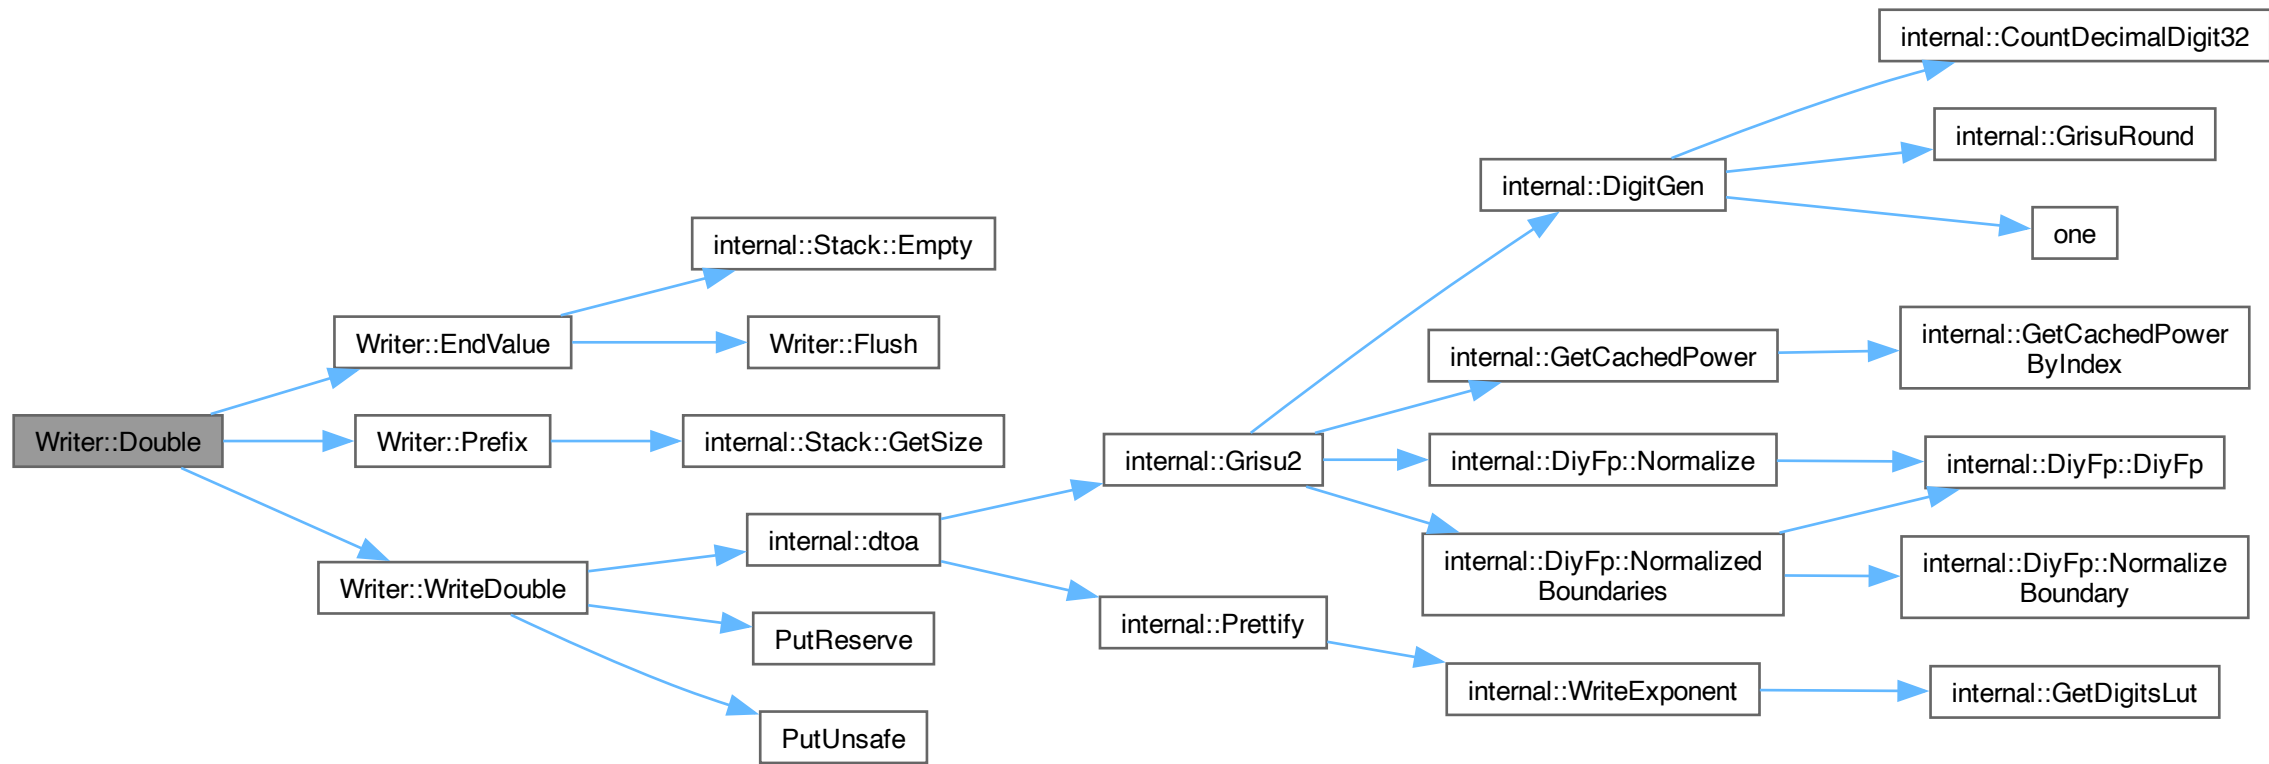 Writer::Double
Writer::EndValue
Writer::Prefix
Writer::WriteDouble
internal::Stack::Empty
Writer::Flush
internal::Stack::GetSize
internal::dtoa
PutReserve
PutUnsafe
internal::Grisu2
internal::Prettify
internal::DigitGen
internal::GetCachedPower
internal::DiyFp::Normalize
internal::DiyFp::Normalized
Boundaries
internal::WriteExponent
internal::CountDecimalDigit32
internal::GrisuRound
one
internal::GetCachedPower
ByIndex
internal::DiyFp::DiyFp
internal::DiyFp::Normalize
Boundary
internal::GetDigitsLut